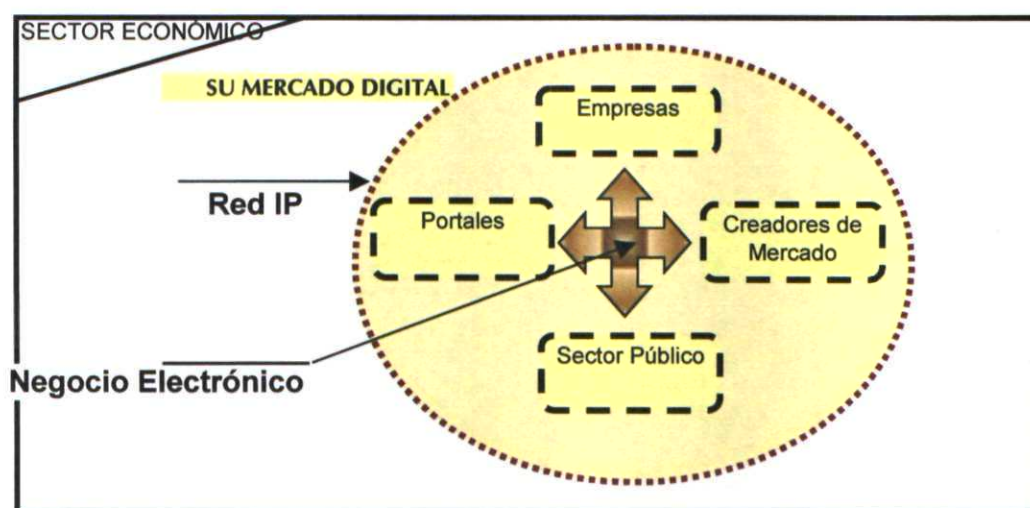 SECTOR ECONÓMICO
SU MERCADO DIGITAL
Empresas
Red IP
Portales
Creadores de
Mercado
Sector Público
Negocio Electrónico